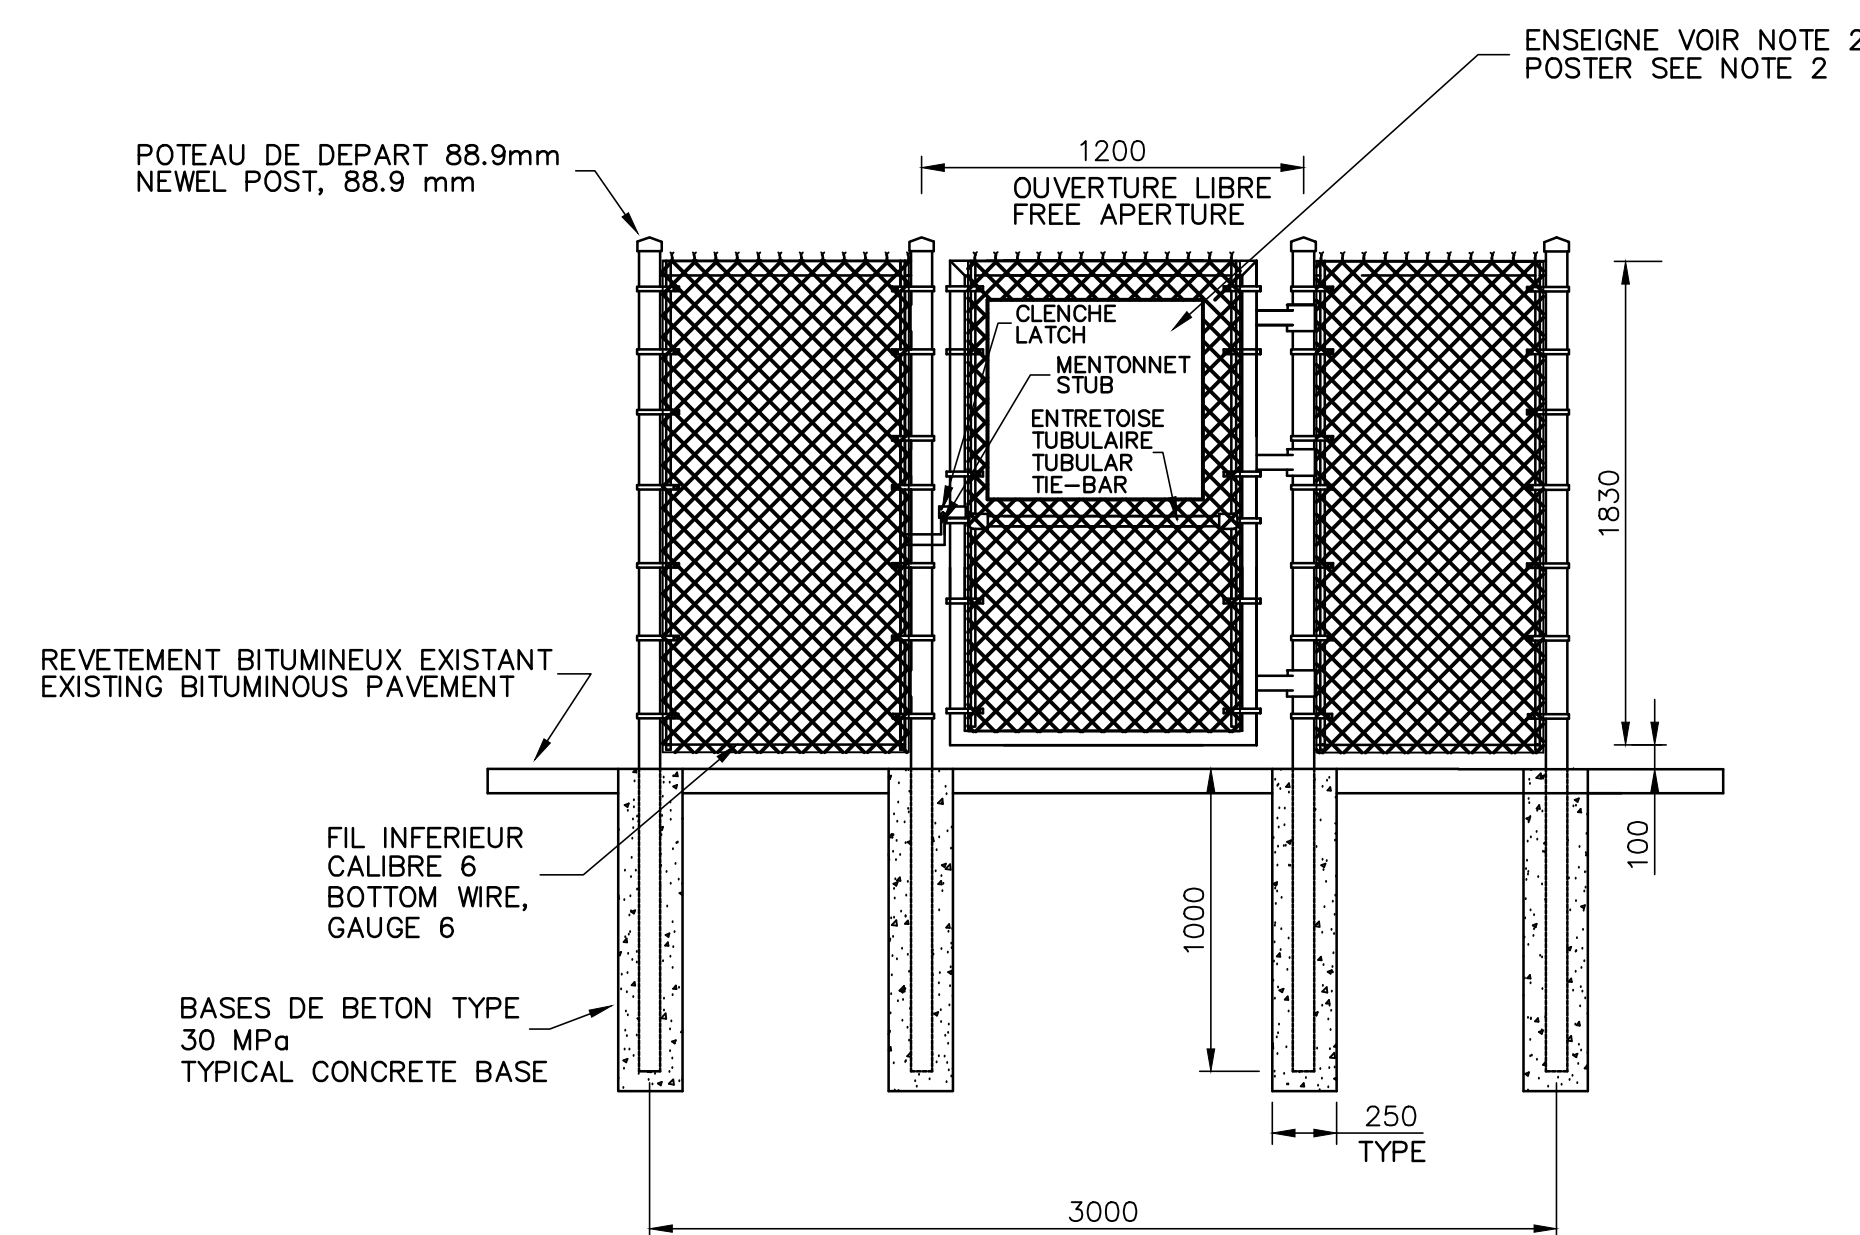 ENSEIGNE VOIR NOTE 2
POSTER SEE NOTE 2
POTEAU DE DEPART 88.9mm
NEWEL POST, 88.9 mm
1200
OUVERTURE LIBRE
FREE APERTURE
CLENCHE
LATCH
MENTONNET
STUB
ENTRETOISE
TUBULAIRE
TUBULAR
TIE-BAR
1830
REVETEMENT BITUMINEUX EXISTANT
EXISTING BITUMINOUS PAVEMENT
FIL INFERIEUR
CALIBRE 6
BOTTOM WIRE,
GAUGE 6
100
1000
BASES DE BETON TYPE
30 MPa
TYPICAL CONCRETE BASE
250
TYPE
3000